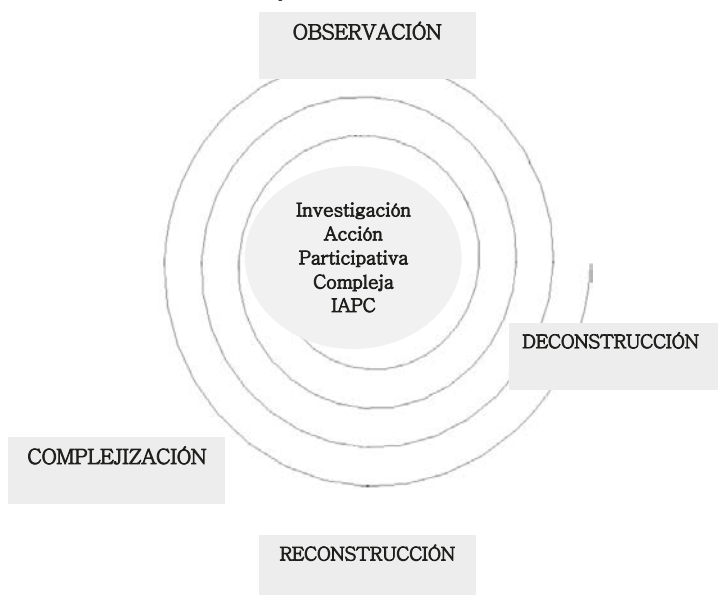 OBSERVACIÓN
Investigación
Acción
Participativa
Compleja
IAPC
DECONSTRUCCIÓN
COMPLEJIZACIÓN
RECONSTRUCCIÓN